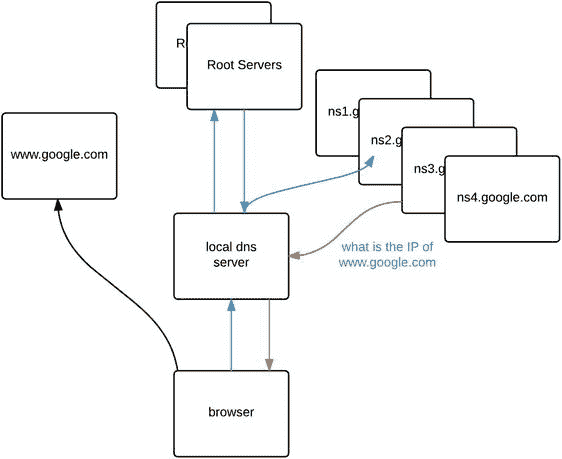 Root Servers
ns1.g
ns2.g
ns3.g
ns4.google.com
www.google.com
local dns
server
what is the IP of
www.google.com
browser